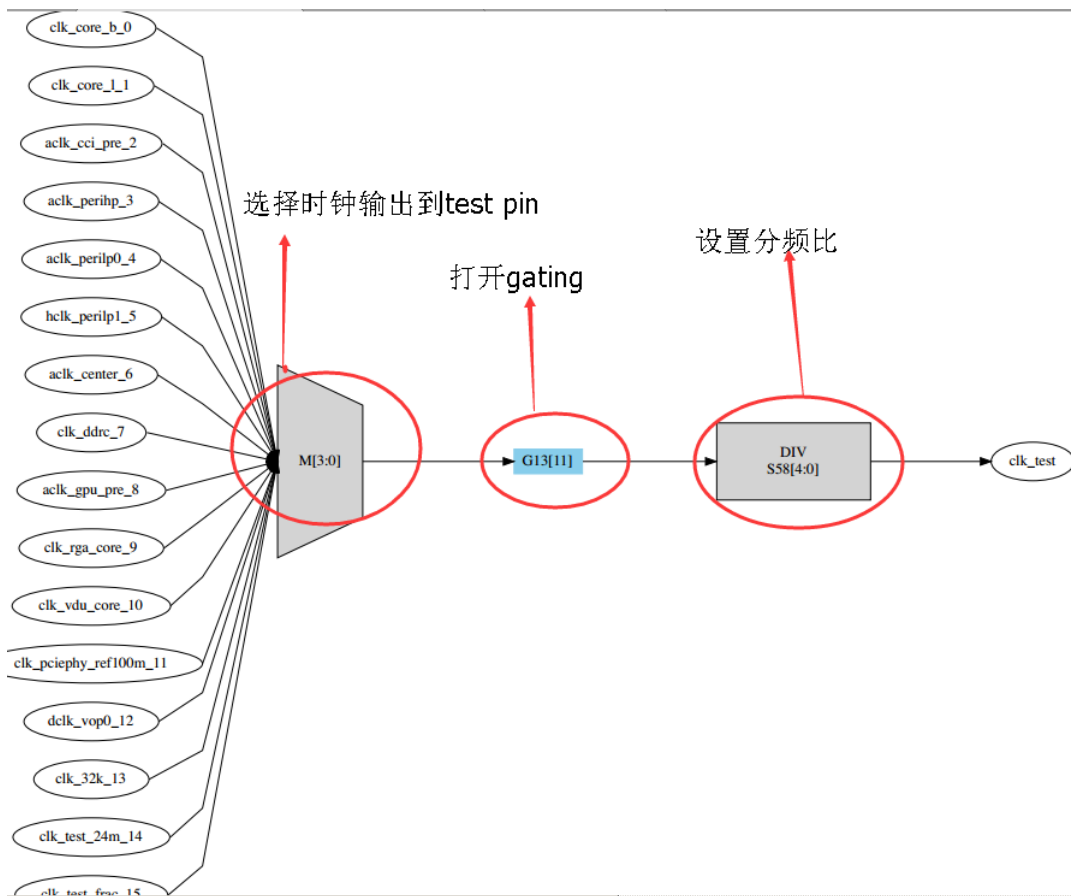 clk_core_b_0
clk_core_l_1
aclk_cci_pre_2
aclk_perihp_3
aclk_perilp0_4
hclk_perilp1_5
aclk_center_6
clk_ddrc_7
aclk_gpu_pre_8
clk_rga_core_9
clk_vdu_core_10
clk_pciephy_ref100m_11
dclk_vop0_12
clk_32k_13
clk_test_24m_14
clk_test_frac_15
选择时钟输出到test pin
M[3:0]
打开gating
G13[11]
设置分频比
DIV
S58[4:0]
clk_test